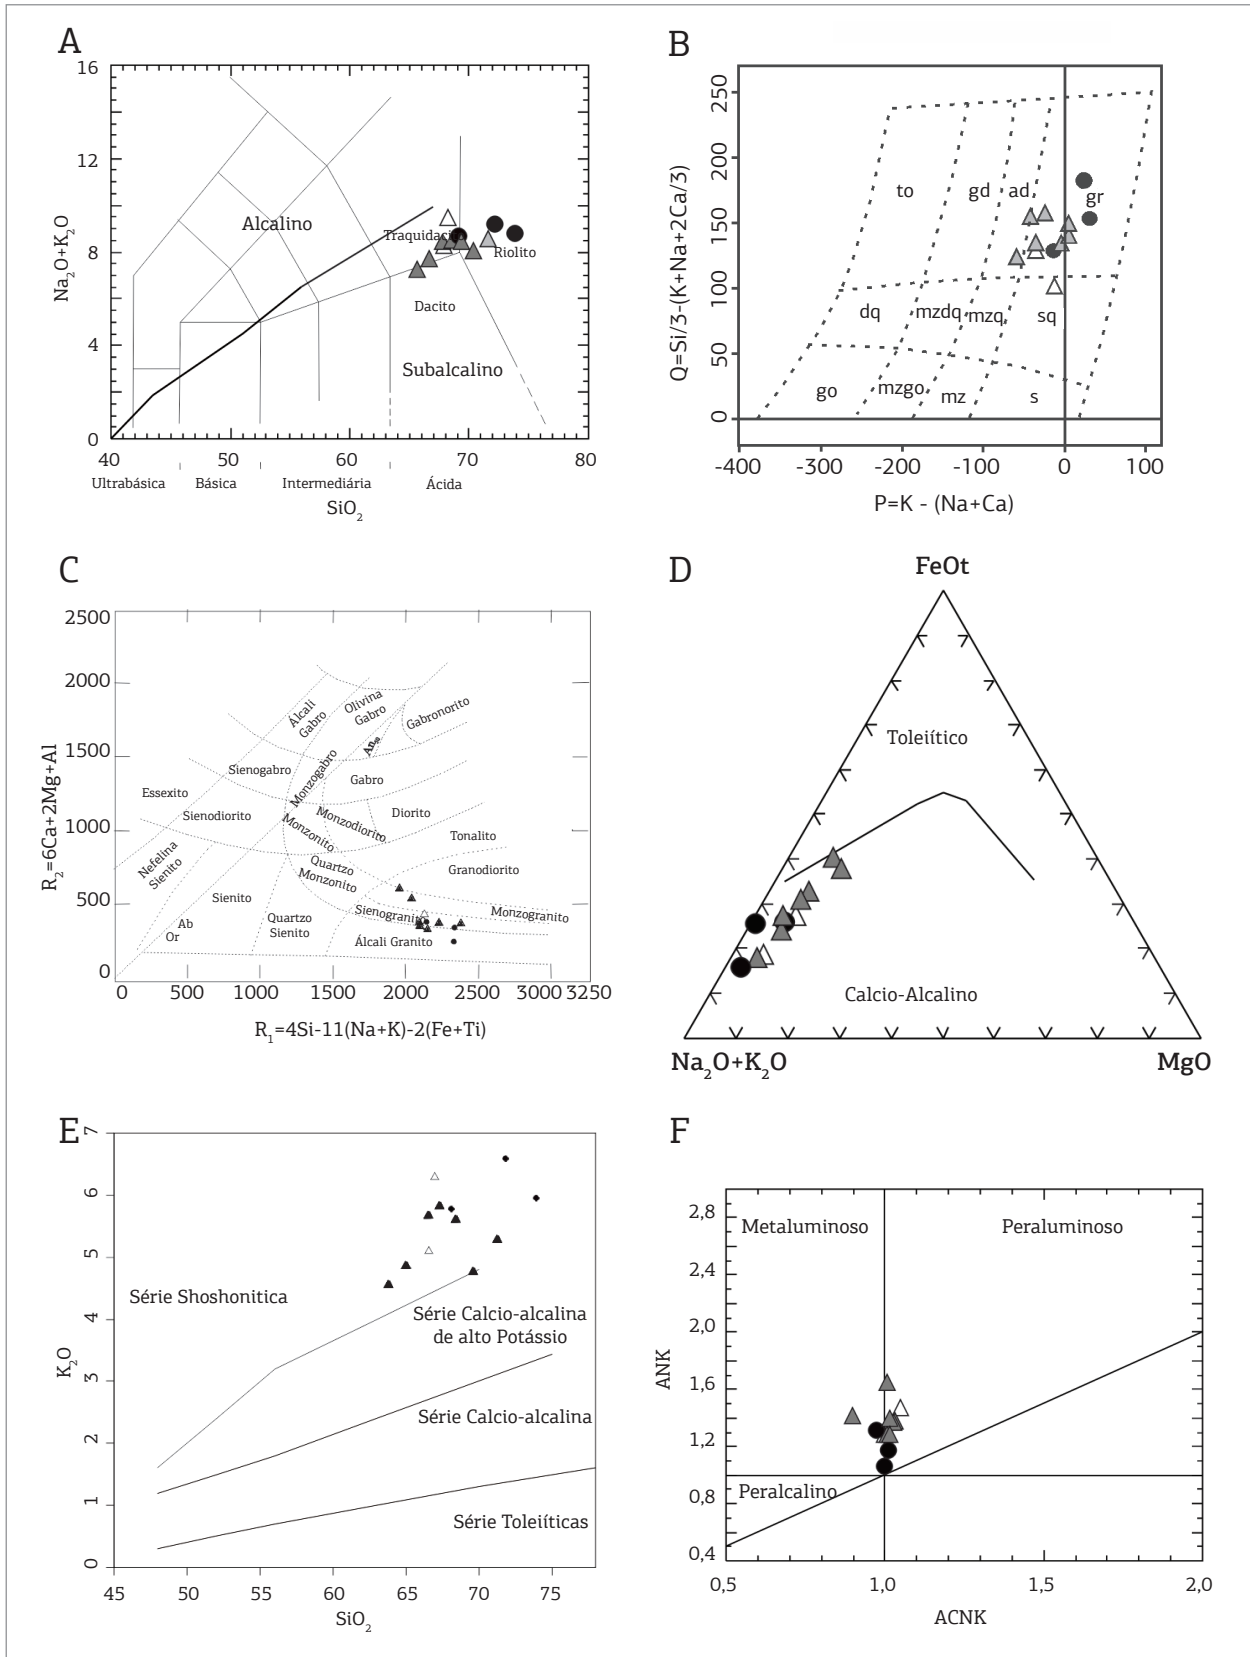 A
16
12
8
4
0
Na2O+K2O
Alcalino
Traquidacito
Riolito
Dacito
Subalcalino
40
50
60
70
80
Ultrabásica
Básica
Intermediária
Ácida
SiO2
B
250
200
150
100
50
0
Q=Si/3-(K+Na+2Ca/3)
to
gd
ad
gr
dq
mzdq
mzq
sq
go
mzgo
mz
s
-400
-300
-200
-100
0
100
P=K - (Na+Ca)
C
2500
2000
1500
1000
500
0
R2=6Ca+2Mg+Al
Álcali
Gabro
Olivina
Gabro
Gabronorito
Sienogabro
Monzogabro
Gabro
Essexito
Sienodiorito
Monzonito
Monzodiorito
Diorito
Tonalito
Nefelina
Sienito
Quartzo
Monzonito
Granodiorito
Sienito
Sienogranito
Monzogranito
Quartzo
Sienito
Álcali Granito
Ab
Or
0
500
1000
1500
2000
2500
3000
3250
R1=4Si-11(Na+K)-2(Fe+Ti)
D
FeOt
Toleiítico
Calcio-Alcalino
Na2O+K2O
MgO
E
7
6
5
4
3
2
1
0
K2O
Série Shoshonitica
Série Calcio-alcalina
de alto Potássio
Série Calcio-alcalina
Série Toleiíticas
45
50
55
60
65
70
75
SiO2
F
2,8
2,4
2,0
1,6
1,2
0,8
0,4
ANK
Metaluminoso
Peraluminoso
Peralcalino
0,5
1,0
1,5
2,0
ACNK